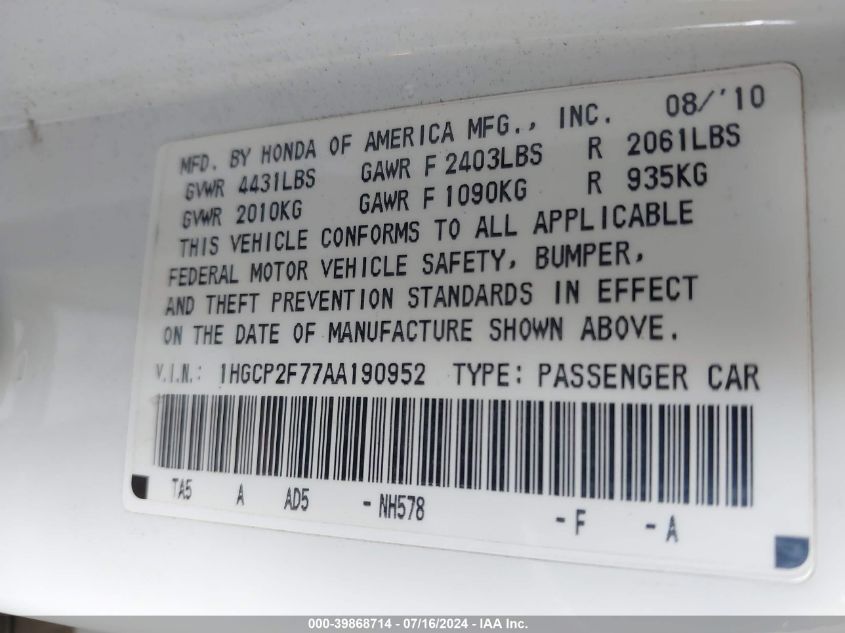 MFD. BY HONDA OF AMERICA MFG., INC. 08/'10
GVWR 4431LBS GAWR F 2403LBS R 2061LBS
GVWR 2010KG GAWR F 1090KG R 935KG
THIS VEHICLE CONFORMS TO ALL APPLICABLE
FEDERAL MOTOR VEHICLE SAFETY, BUMPER,
AND THEFT PREVENTION STANDARDS IN EFFECT
ON THE DATE OF MANUFACTURE SHOWN ABOVE.
V.I.N.: 1HGCP2F77AA190952 TYPE: PASSENGER CAR
TA5 A AD5 -NH578 -F -A
000-39868714 - 07/16/2024 - IAA Inc.